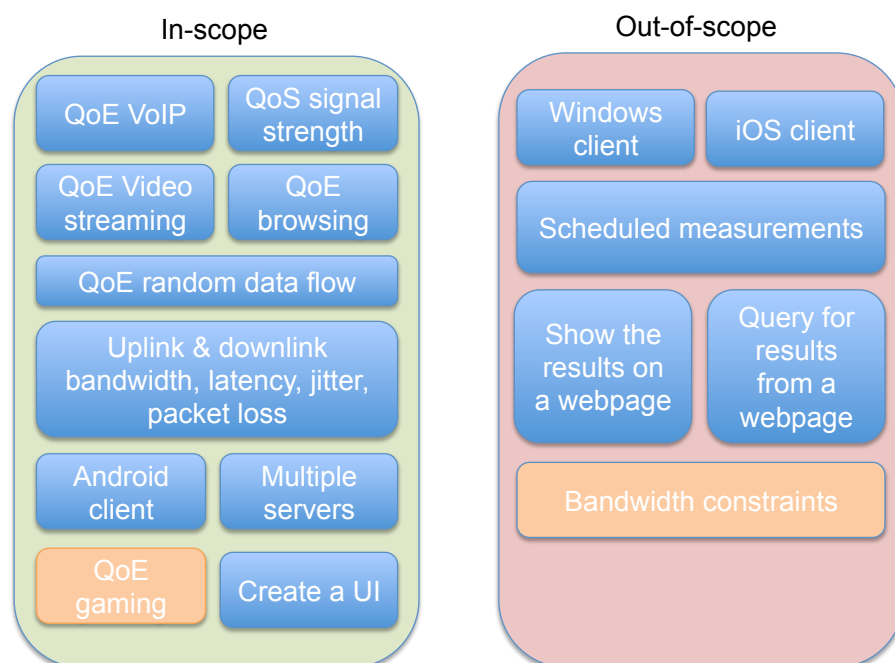 In-scope
QoE VoIP
QoS signal
strength
QoE Video
streaming
QoE
browsing
QoE random data flow
Uplink & downlink
bandwidth, latency, jitter,
packet loss
Android
client
Multiple
servers
QoE
gaming
Create a UI
Out-of-scope
Windows
client
iOS client
Scheduled measurements
Show the
results on
a webpage
Query for
results
from a
webpage
Bandwidth constraints